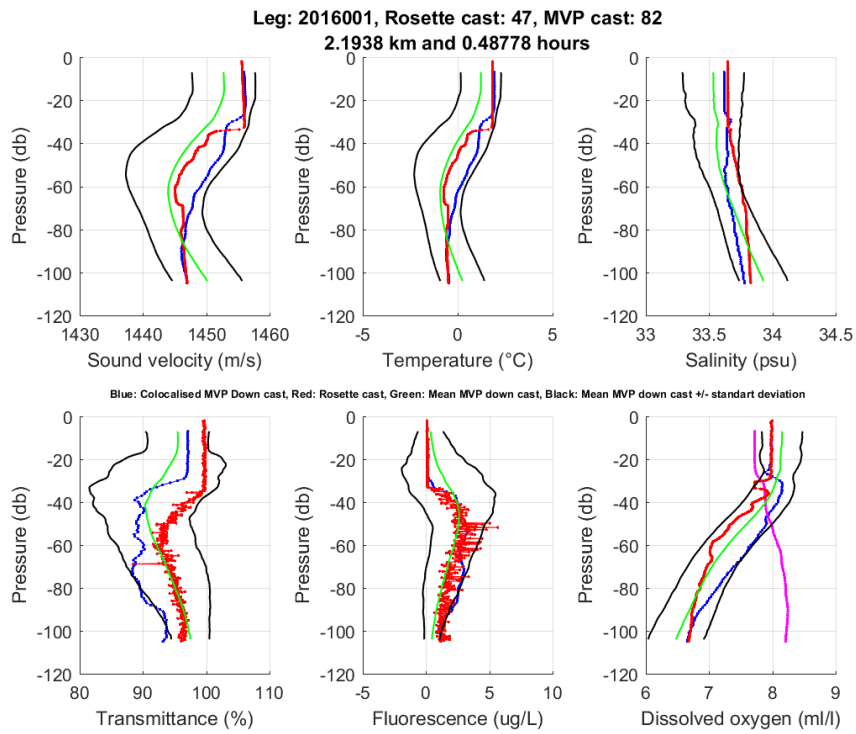 Leg: 2016001, Rosette cast: 47, MVP cast: 82
2.1938 km and 0.48778 hours
0
-20
-40
-60
-80
-100
-120
Pressure (db)
1430 1440 1450 1460
Sound velocity (m/s)
0
-20
-40
-60
-80
-100
-120
Pressure (db)
-5 0 5
Temperature (°C)
0
-20
-40
-60
-80
-100
-120
Pressure (db)
33 33.5 34 34.5
Salinity (psu)
Blue: Colocalised MVP Down cast, Red: Rosette cast, Green: Mean MVP down cast, Black: Mean MVP down cast +/- standart deviation
0
-20
-40
-60
-80
-100
-120
Pressure (db)
80 90 100 110
Transmittance (%)
0
-20
-40
-60
-80
-100
-120
Pressure (db)
-5 0 5 10
Fluorescence (ug/L)
0
-20
-40
-60
-80
-100
-120
Pressure (db)
6 7 8 9
Dissolved oxygen (ml/l)